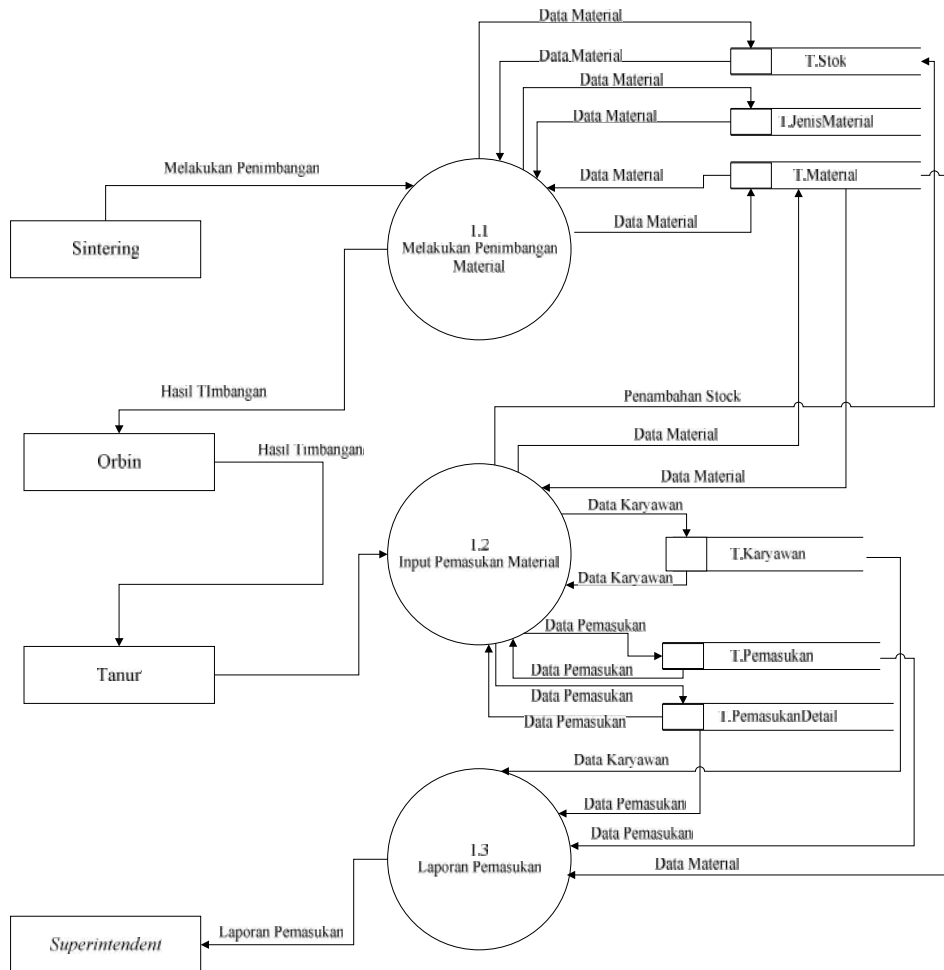 Data Material
T.Stok
Data Material
Data Material
Data Material
T.JenisMaterial
Melakukan Penimbangan
Data Material
T.Material
Data Material
Sintering
1.1
Melakukan Penimbangan
Material
Hasil TImbangan
Penambahan Stock
Orbin
Hasil Timbangan
Data Material
Data Material
Data Karyawan
1.2
Input Pemasukan Material
T.Karyawan
Data Karyawan
Data Pemasukan
Tanur
T.Pemasukan
Data Pemasukan
Data Pemasukan
T.PemasukanDetail
Data Pemasukan
Data Karyawan
Data Pemasukan
Data Pemasukan
1.3
Laporan Pemasukan
Data Material
Superintendent
Laporan Pemasukan